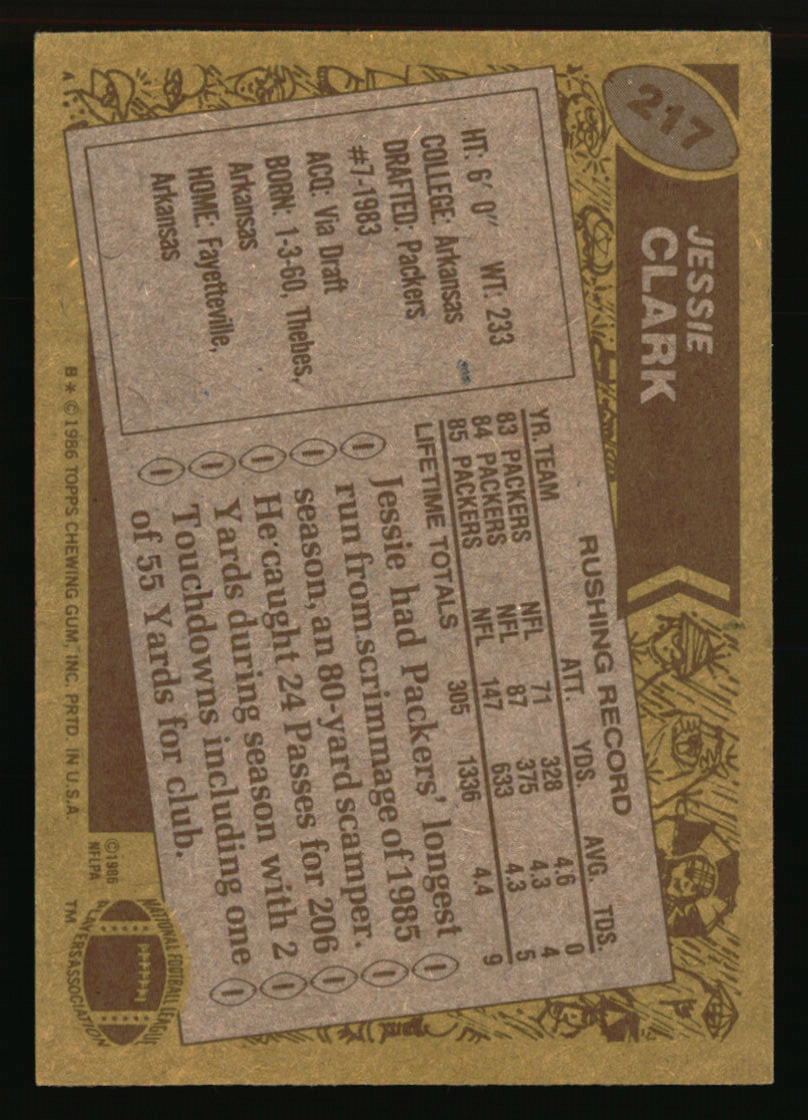 217
JESSIE
CLARK
HT: 6' 0" WT: 233
COLLEGE: Arkansas
DRAFTED: Packers
#7-1983
ACQ: Via Draft
BORN: 1-3-60, Thebes,
Arkansas
HOME: Fayetteville,
Arkansas
RUSHING RECORD
YR. TEAM ATT. YDS. AVG. TDS.
83 PACKERS NFL 71 328 4.6 0
84 PACKERS NFL 87 375 4.3 4
85 PACKERS NFL 147 633 4.3 5
LIFETIME TOTALS 305 1336 4.4 9
Jessie had Packers' longest
run from scrimmage of 1985
season, an 80-yard scamper.
He caught 24 Passes for 206
Yards during season with 2
Touchdowns including one
of 55 Yards for club.
B* ©1986 TOPPS CHEWING GUM, INC. PRTD. IN U.S.A.
©1986
NFLPA
NATIONAL FOOTBALL LEAGUE
PLAYERS ASSOCIATION
TM